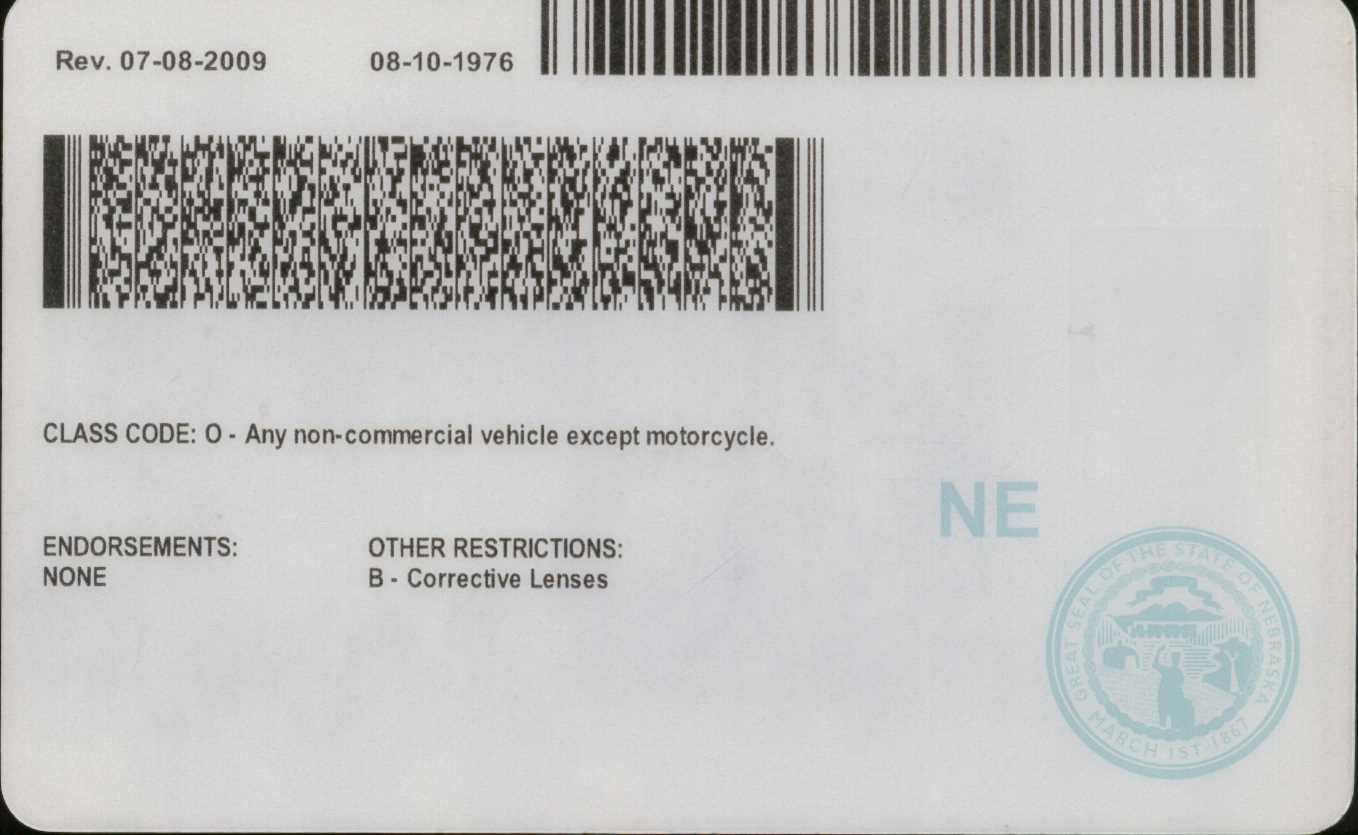 Rev. 07-08-2009 08-10-1976
CLASS CODE: O - Any non-commercial vehicle except motorcycle.
ENDORSEMENTS: OTHER RESTRICTIONS:
NONE B - Corrective Lenses
NE
GREAT SEAL OF THE STATE OF NEBRASKA
MARCH 1ST 1867